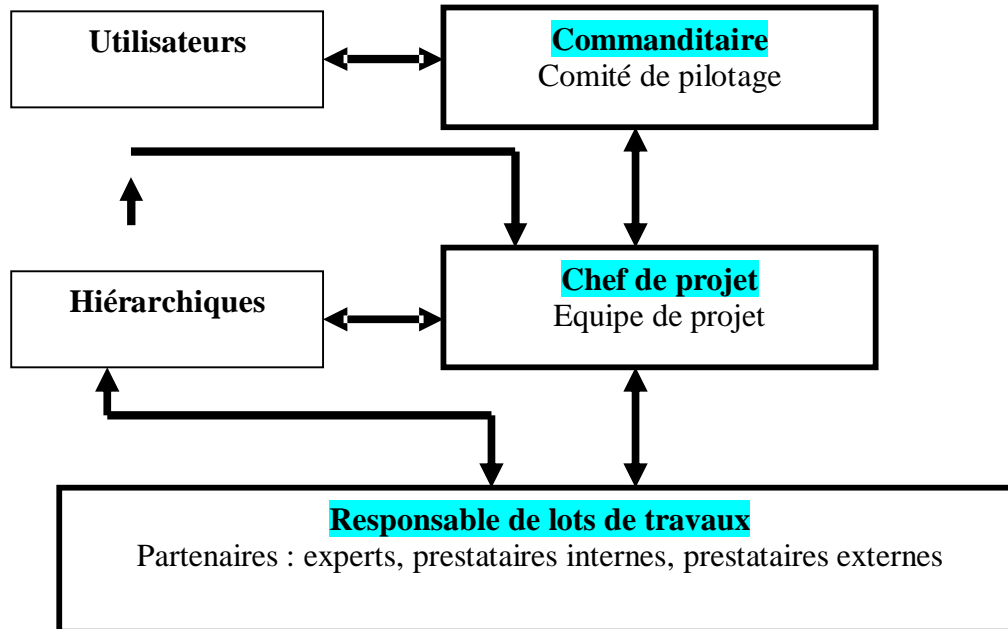 Utilisateurs
Commanditaire
Comité de pilotage
Hiérarchiques
Chef de projet
Equipe de projet
Responsable de lots de travaux
Partenaires : experts, prestataires internes, prestataires externes